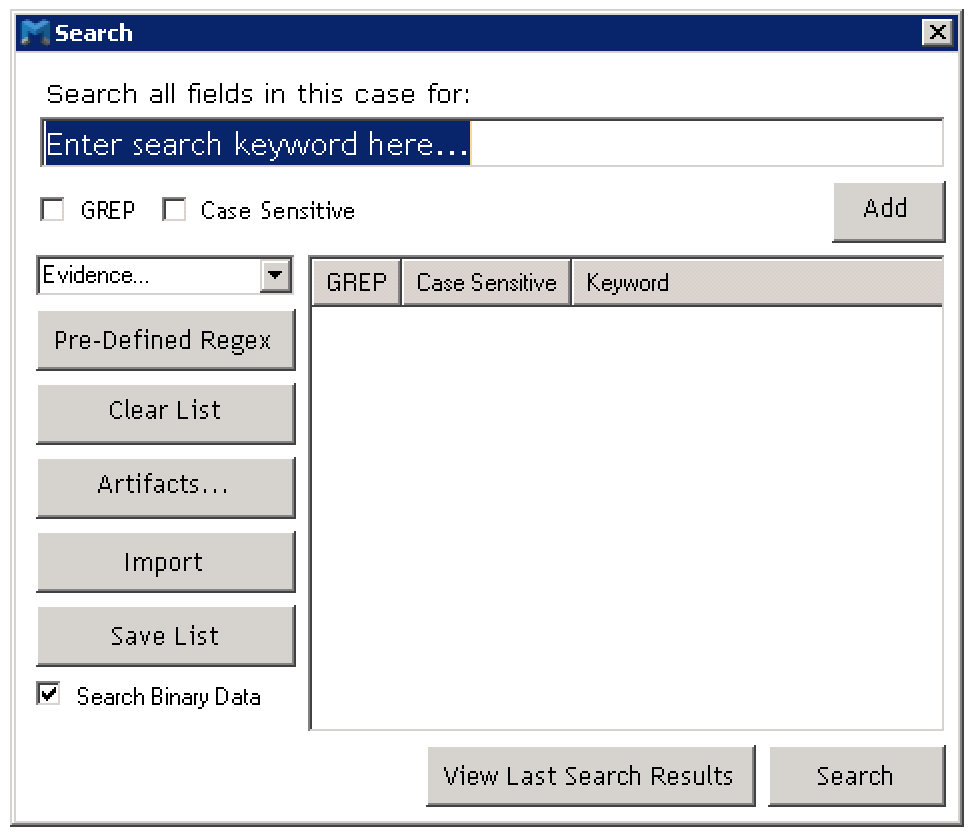 Search
Search all fields in this case for:
Enter search keyword here...
GREP Case Sensitive
Add
Evidence...
GREP Case Sensitive Keyword
Pre-Defined Regex
Clear List
Artifacts...
Import
Save List
Search Binary Data
View Last Search Results
Search